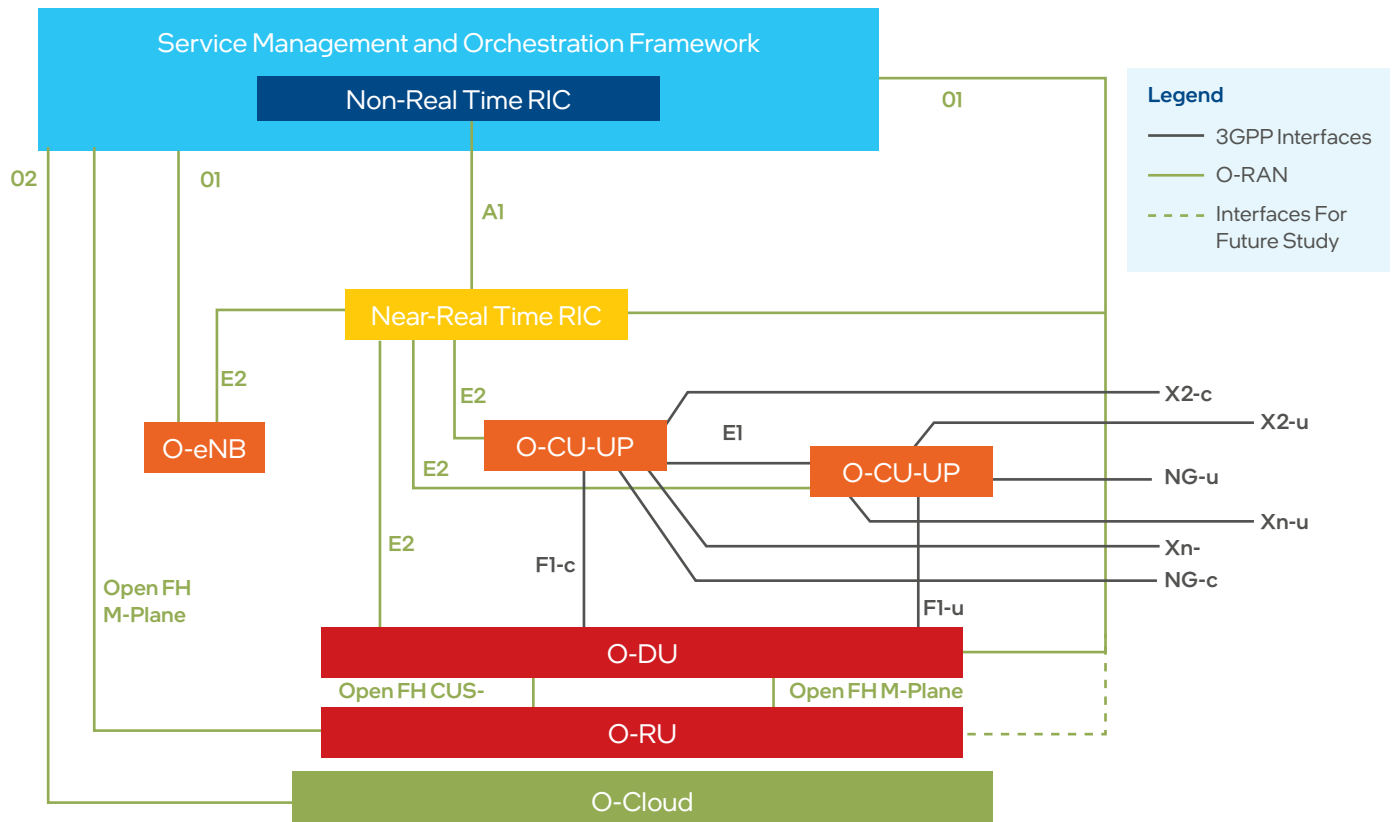 Service Management and Orchestration Framework
Non-Real Time RIC
01
Legend
3GPP Interfaces
O-RAN
Interfaces For
Future Study
02
01
A1
Near-Real Time RIC
E2
E2
X2-c
X2-u
O-eNB
O-CU-UP
E1
O-CU-UP
E2
NG-u
Xn-u
E2
Xn-
F1-c
NG-c
Open FH
M-Plane
F1-u
O-DU
Open FH CUS-
Open FH M-Plane
O-RU
O-Cloud